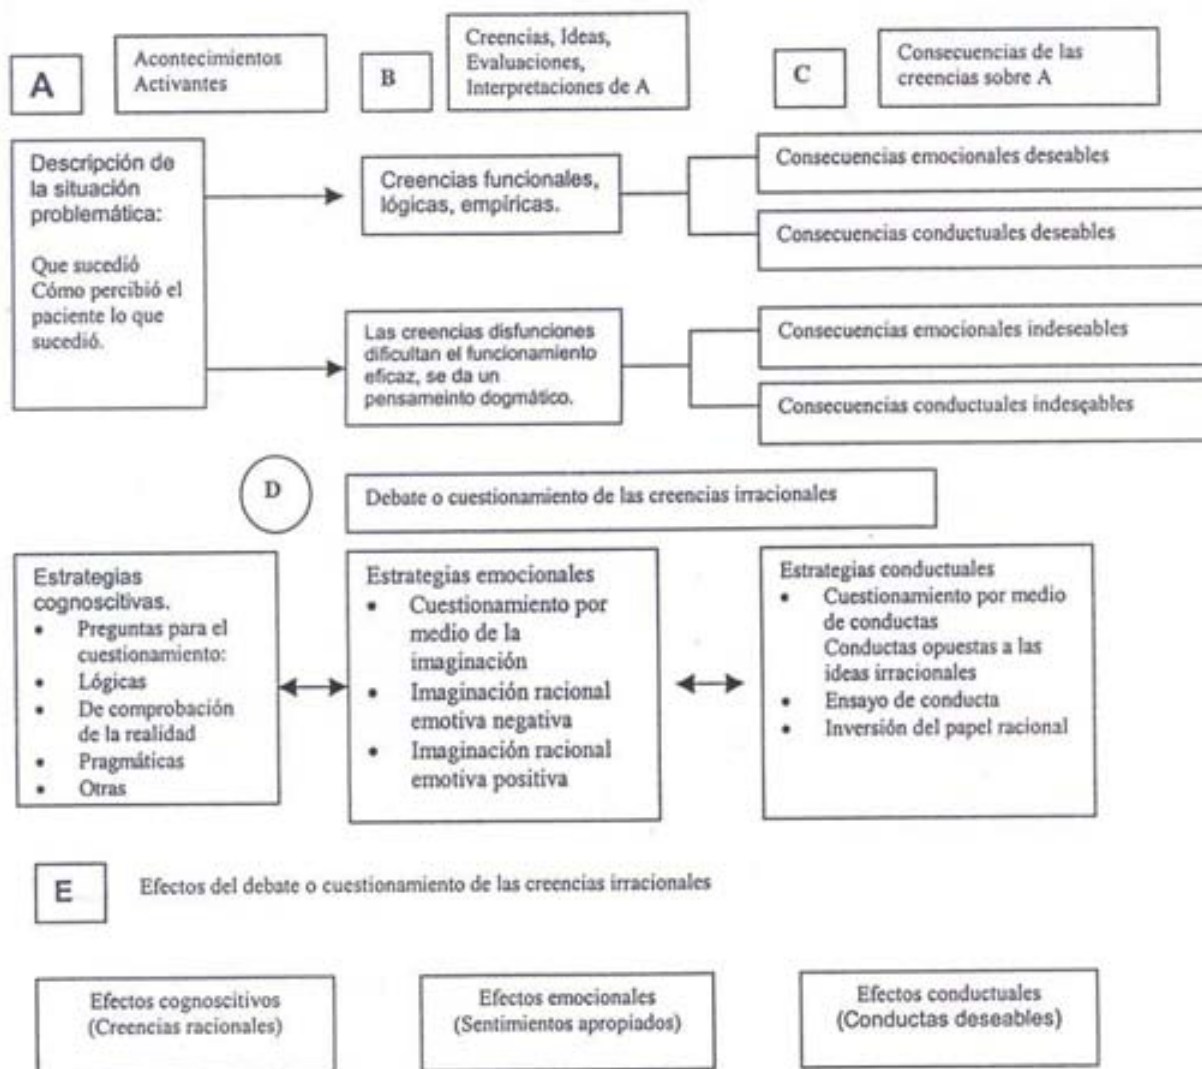 A
Acontecimientos
Activantes
B
Creencias, Ideas,
Evaluaciones,
Interpretaciones de A
C
Consecuencias de las
creencias sobre A
Descripción de
la situación
problemática:
Que sucedió
Cómo percibió el
paciente lo que
sucedió.
Creencias funcionales,
lógicas, empíricas.
Consecuencias emocionales deseables
Consecuencias conductuales deseables
Las creencias disfunciones
dificultan el funcionamiento
eficaz, se da un
pensameinto dogmático.
Consecuencias emocionales indeseables
Consecuencias conductuales indesçables
D
Debate o cuestionamiento de las creencias irracionales
Estrategias
cognoscitivas.
• Preguntas para el
cuestionamiento:
• Lógicas
• De comprobación
de la realidad
• Pragmáticas
• Otras
Estrategias emocionales
• Cuestionamiento por
medio de la
imaginación
• Imaginación racional
emotiva negativa
• Imaginación racional
emotiva positiva
Estrategias conductuales
• Cuestionamiento por medio
de conductas
Conductas opuestas a las
ideas irracionales
• Ensayo de conducta
• Inversión del papel racional
E
Efectos del debate o cuestionamiento de las creencias irracionales
Efectos cognoscitivos
(Creencias racionales)
Efectos emocionales
(Sentimientos apropiados)
Efectos conductuales
(Conductas deseables)